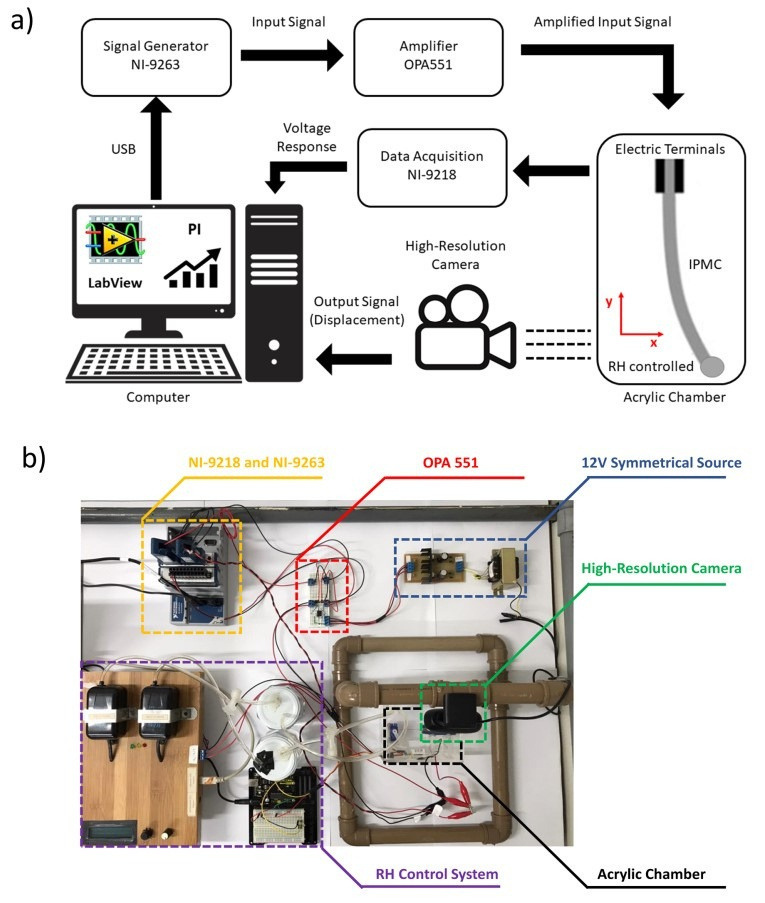 a)
Signal Generator
NI-9263
Input Signal
Amplifier
OPA551
Amplified Input Signal
USB
Voltage
Response
Data Acquisition
NI-9218
Electric Terminals
LabView
PI
High-Resolution
Camera
IPMC
Output Signal
(Displacement)
y
x
RH controlled
Computer
Acrylic Chamber
b)
NI-9218 and NI-9263
OPA 551
12V Symmetrical Source
High-Resolution Camera
RH Control System
Acrylic Chamber